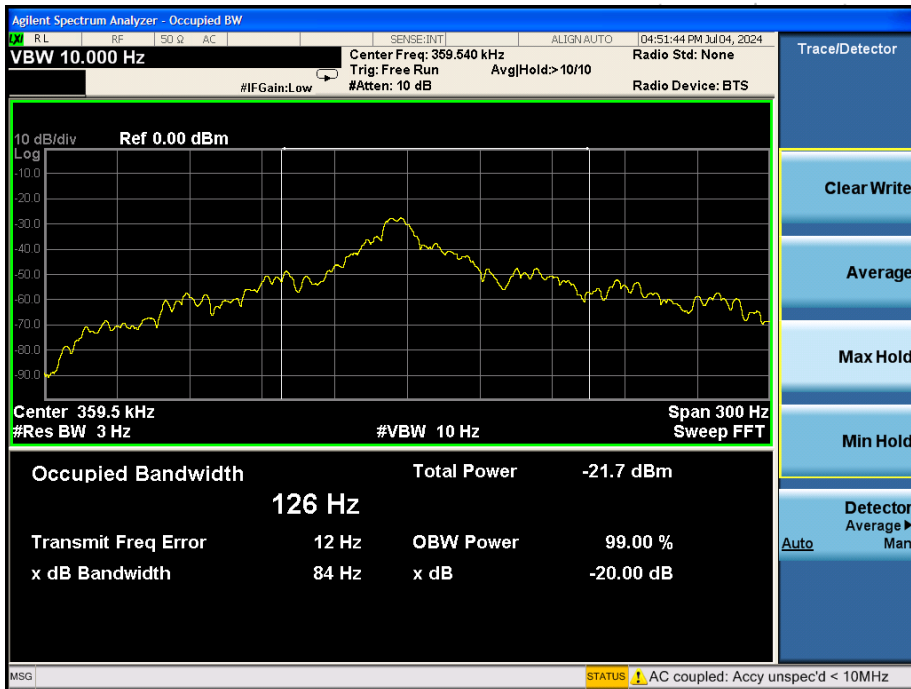 Agilent Spectrum Analyzer - Occupied BW
LXI RL RF 50 Ω AC SENSE:INT ALIGN AUTO 04:51:44 PM Jul 04, 2024
VBW 10.000 Hz
Center Freq: 359.540 kHz
Radio Std: None
Trig: Free Run Avg|Hold:>10/10
#IFGain:Low
#Atten: 10 dB
Radio Device: BTS
Trace/Detector
10 dB/div Ref 0.00 dBm
Log
-10.0
-20.0
-30.0
-40.0
-50.0
-60.0
-70.0
-80.0
-90.0
Center 359.5 kHz Span 300 Hz
#Res BW 3 Hz #VBW 10 Hz Sweep FFT
Occupied Bandwidth Total Power -21.7 dBm
126 Hz
Transmit Freq Error 12 Hz OBW Power 99.00 %
x dB Bandwidth 84 Hz x dB -20.00 dB
Clear Write
Average
Max Hold
Min Hold
Detector
Average
Auto Man
MSG STATUS AC coupled: Accy unspec'd < 10MHz